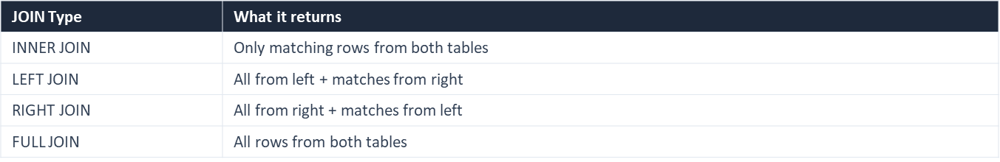 JOIN Type What it returns
INNER JOIN Only matching rows from both tables
LEFT JOIN All from left + matches from right
RIGHT JOIN All from right + matches from left
FULL JOIN All rows from both tables